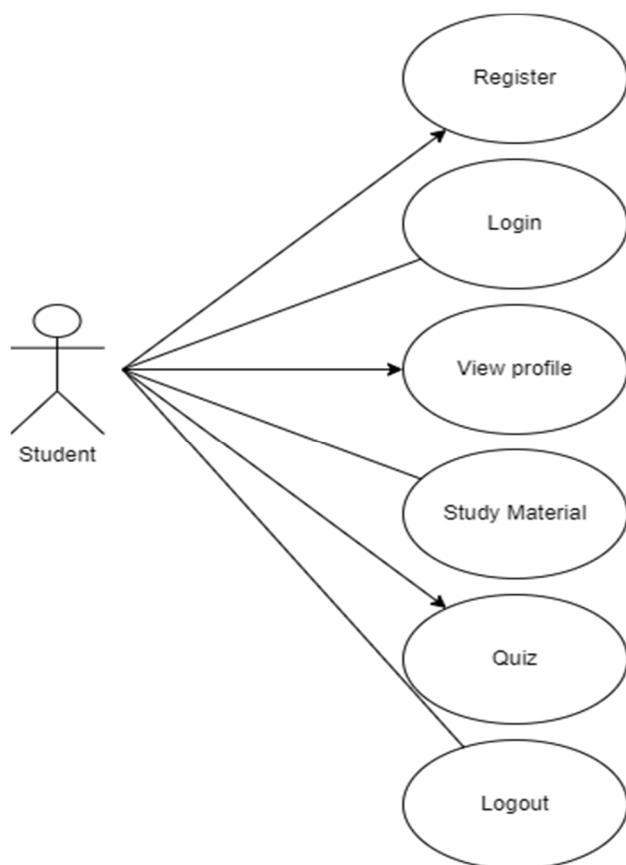 Register
Login
View profile
Student
Study Material
Quiz
Logout